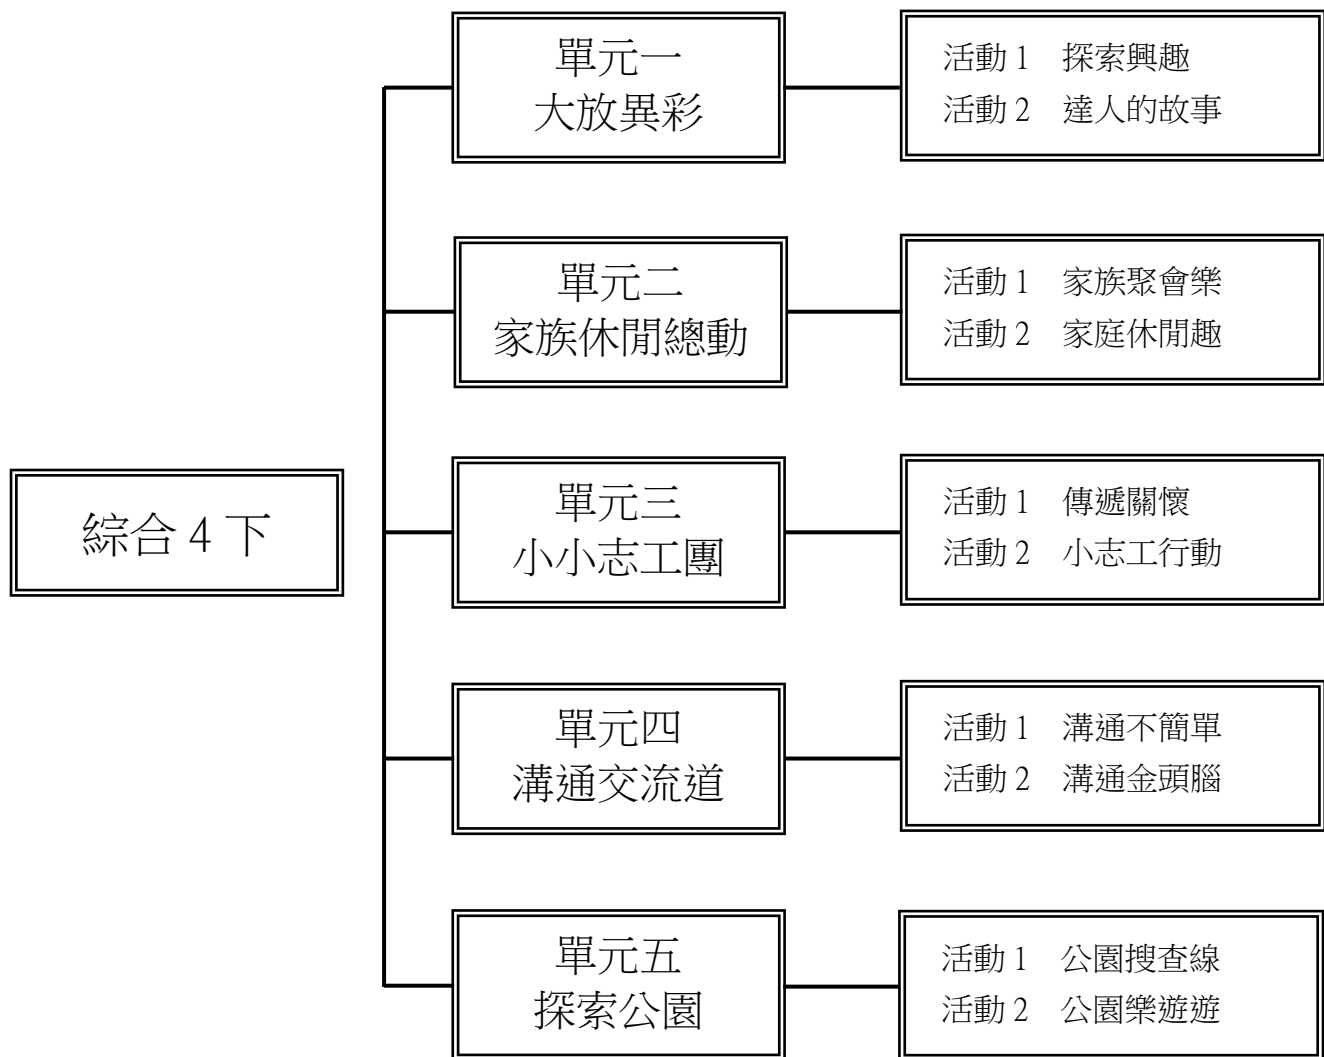 綜合4下
單元一
大放異彩
活動1 探索興趣
活動2 達人的故事
單元二
家族休閒總動
活動1 家族聚會樂
活動2 家庭休閒趣
單元三
小小志工團
活動1 傳遞關懷
活動2 小志工行動
單元四
溝通交流道
活動1 溝通不簡單
活動2 溝通金頭腦
單元五
探索公園
活動1 公園搜查線
活動2 公園樂遊遊